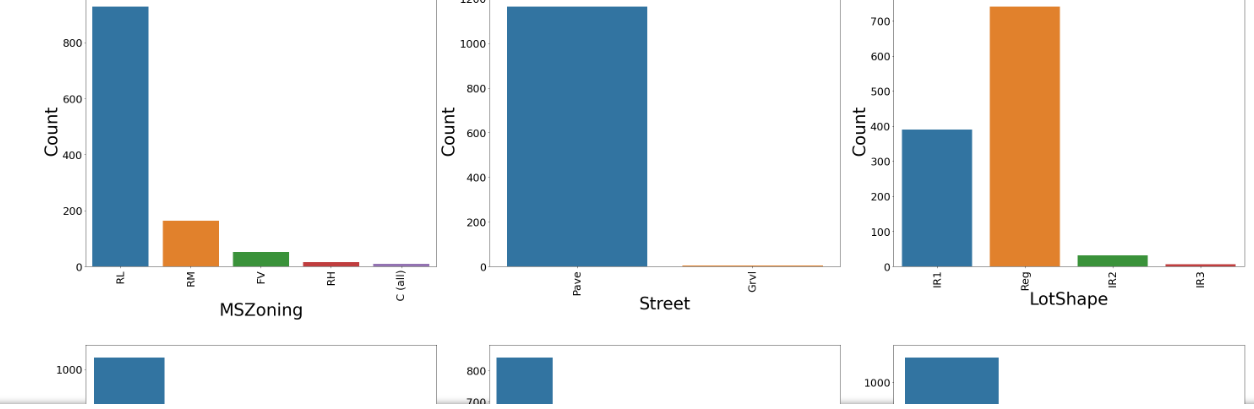 1200
800
600
400
200
0
Count
RL
RM
FV
RH
C (all)
MSZoning
1000
800
600
400
200
0
Count
Pave
Grvl
Street
700
600
500
400
300
200
100
0
Count
IR1
Reg
IR2
IR3
LotShape
1000
800
700
1000